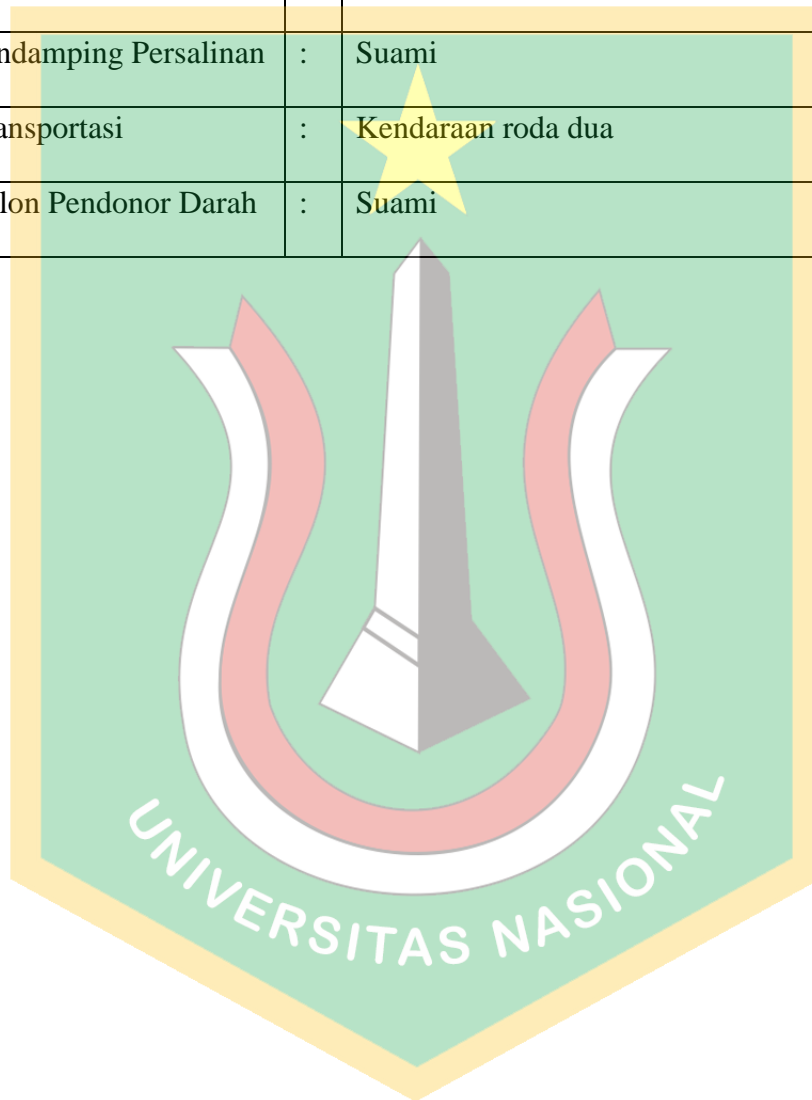 ndamping Persalinan : Suami
ansportasi : Kendaraan roda dua
lon Pendonor Darah : Suami
UNIVERSITAS NASIONAL